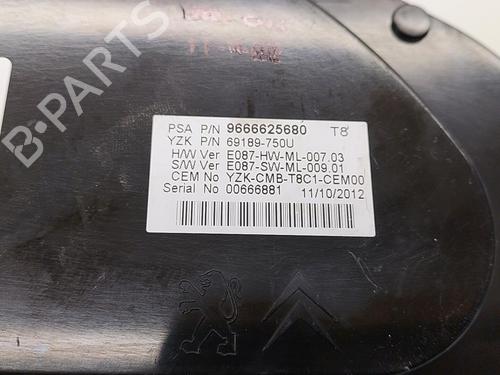 PSA P/N 9666625680 T8
YZK P/N 69189-750U
H/W Ver E087-HW-ML-007.03
S/W Ver E087-SW-ML-009.01
CEM No YZK-CMB-T8C1-CEM00
Serial No 00666881 11/10/2012
B-PARTS